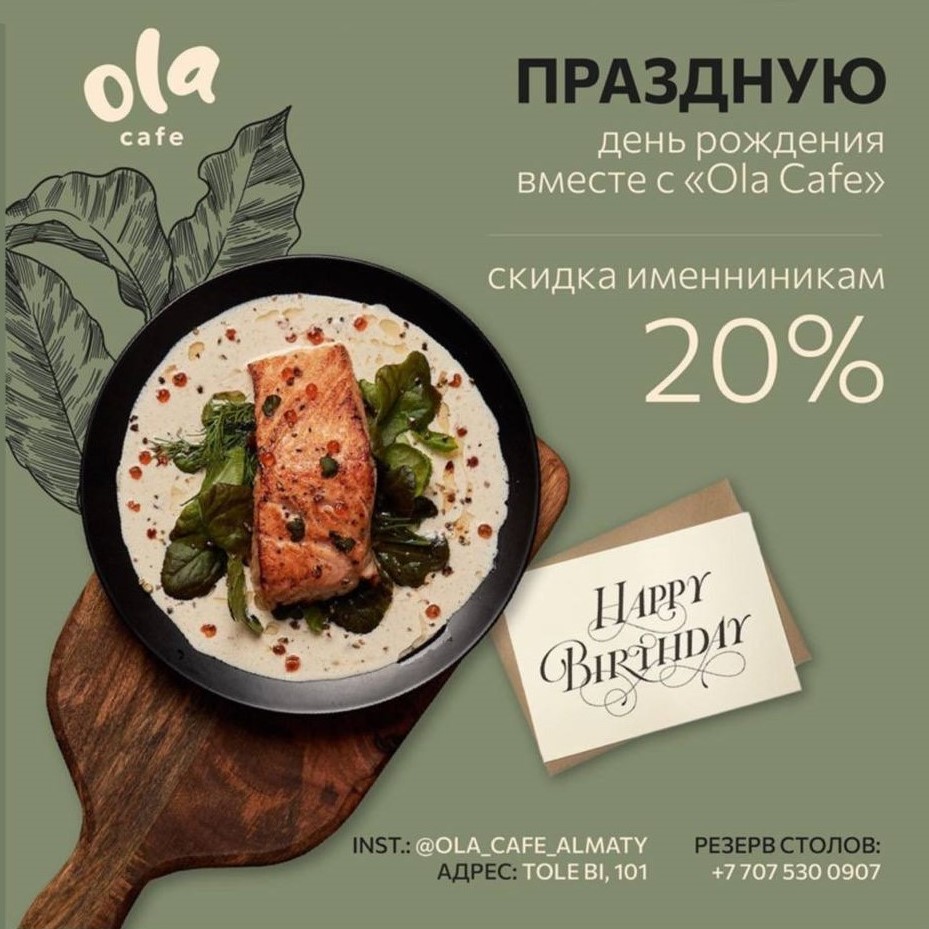 ola
cafe
ПРАЗДНУЮ
день рождения
вместе с «Ola Cafe»
скидка именниникам
20%
HAPPY
BIRTHDAY
INST.: @OLA_CAFE_ALMATY
АДРЕС: TOLE BI, 101
РЕЗЕРВ СТОЛОВ:
+7 707 530 0907